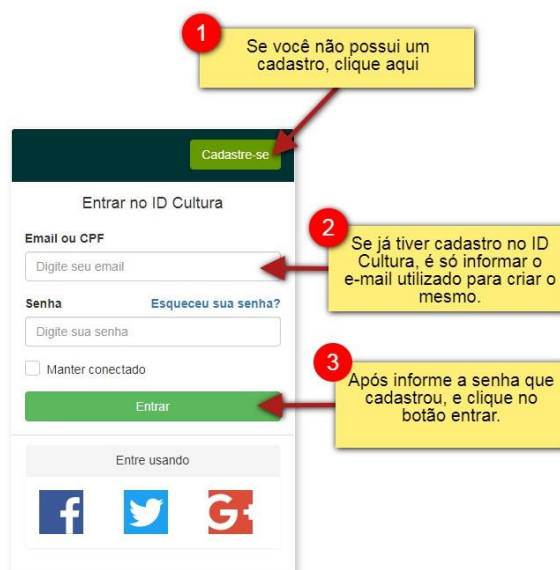 1
Se você não possui um
cadastro, clique aqui
Cadastre-se
Entrar no ID Cultura
Email ou CPF
Digite seu email
2
Se já tiver cadastro no ID
Cultura, é só informar o
e-mail utilizado para criar o
mesmo.
Senha Esqueceu sua senha?
Digite sua senha
Manter conectado
3
Após informe a senha que
cadastrou, e clique no
botão entrar.
Entrar
Entre usando
f
G+